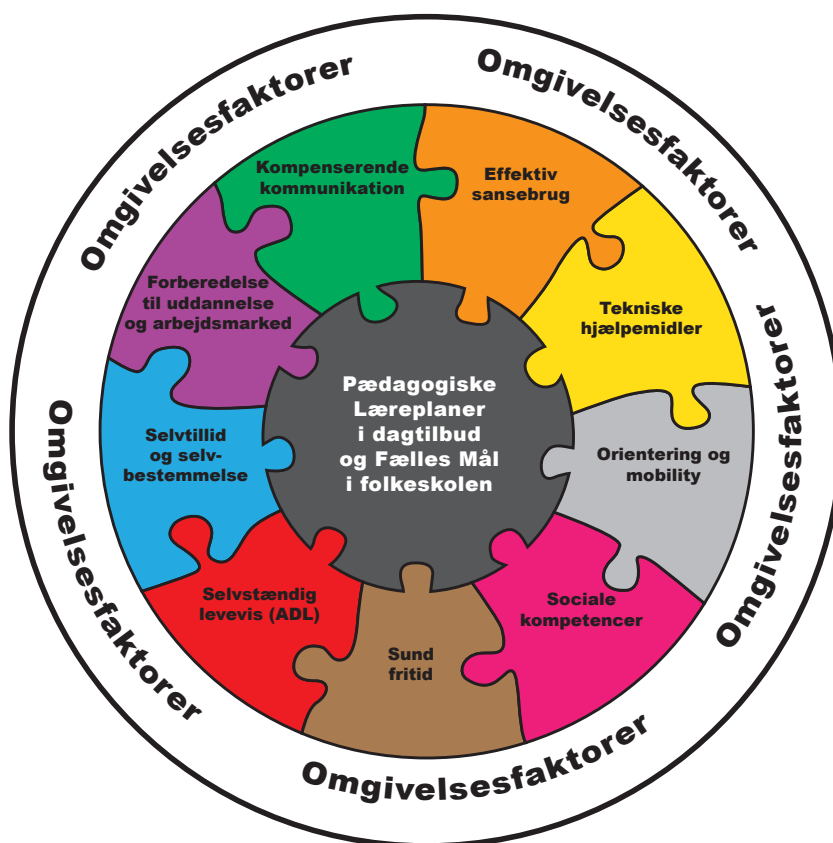 Omgivelsesfaktorer
Omgivelsesfaktorer
Kompenserende
kommunikation
Effektiv
sansebrug
Forberedelse
til uddannelse
og arbejdsmarked
Tekniske
hjælpemidler
Pædagogiske
Læreplaner
i dagtilbud
og Fælles Mål
i folkeskolen
Selvtillid
og selv-
bestemmelse
Orientering og
mobility
Omgivelsesfaktorer
Omgivelsesfaktorer
Selvstændig
levevis (ADL)
Sociale
kompetencer
Sund
fritid
Omgivelsesfaktorer